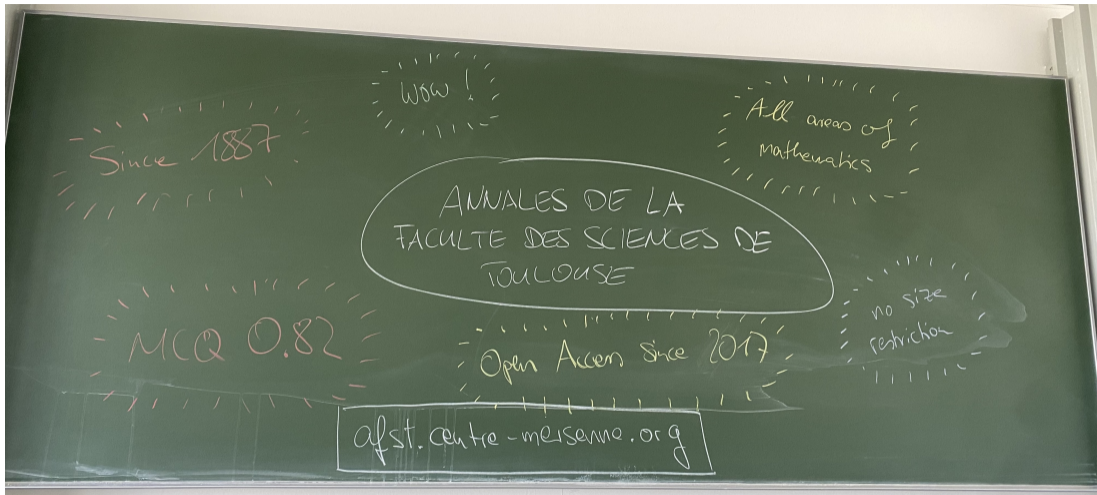 WOW !
All areas of
mathematics
Since 1887
ANNALES DE LA
FACULTE DES SCIENCES DE
TOULOUSE
no size
restriction
MCQ 0.82
Open Access Since 2017
afst.centre-mersenne.org